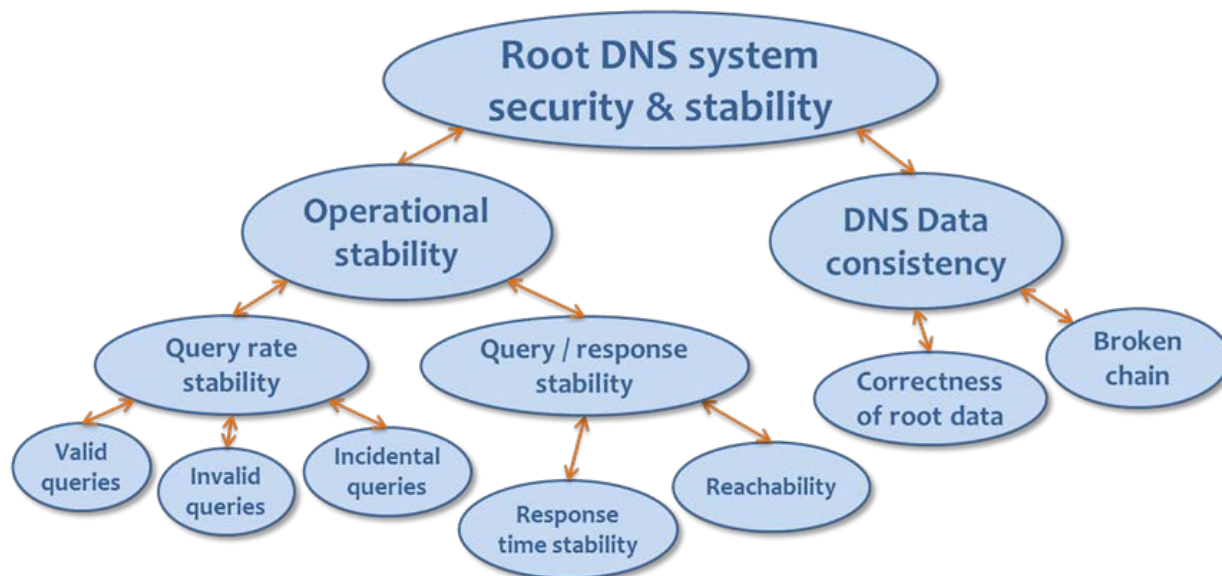 Root DNS system
security & stability
Operational
stability
DNS Data
consistency
Query rate
stability
Query / response
stability
Correctness
of root data
Broken
chain
Valid
queries
Invalid
queries
Incidental
queries
Response
time stability
Reachability